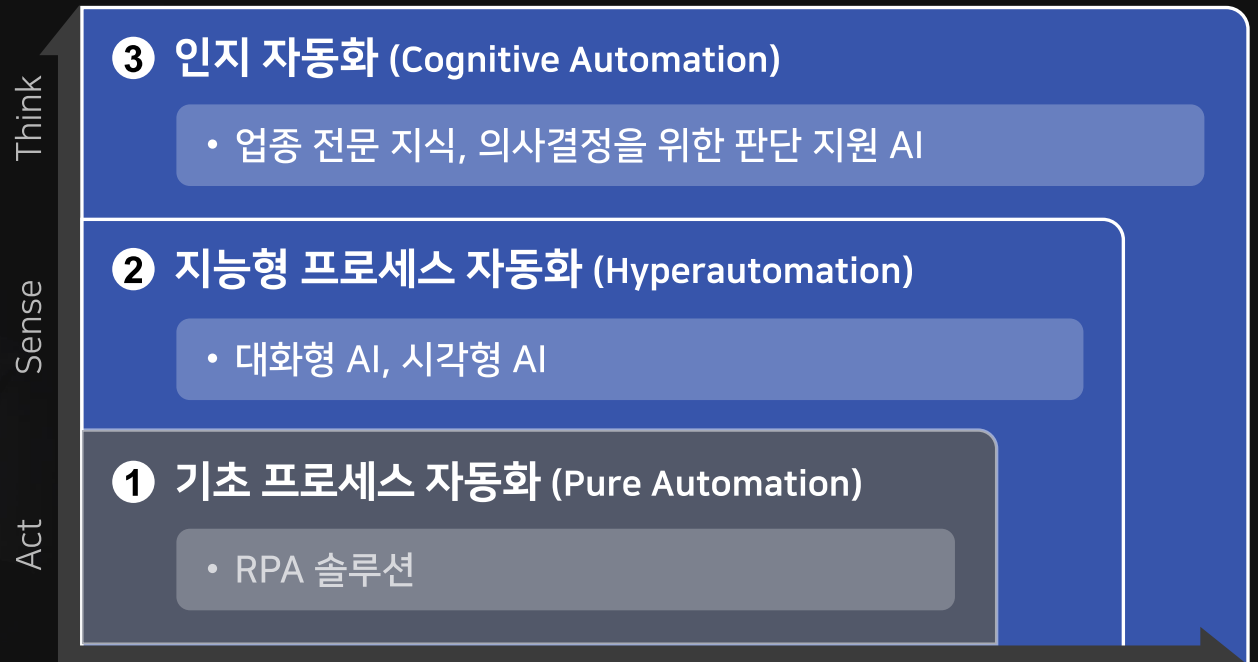 Think
③ 인지 자동화 (Cognitive Automation)
• 업종 전문 지식, 의사결정을 위한 판단 지원 AI
Sense
② 지능형 프로세스 자동화 (Hyperautomation)
• 대화형 AI, 시각형 AI
Act
① 기초 프로세스 자동화 (Pure Automation)
• RPA 솔루션